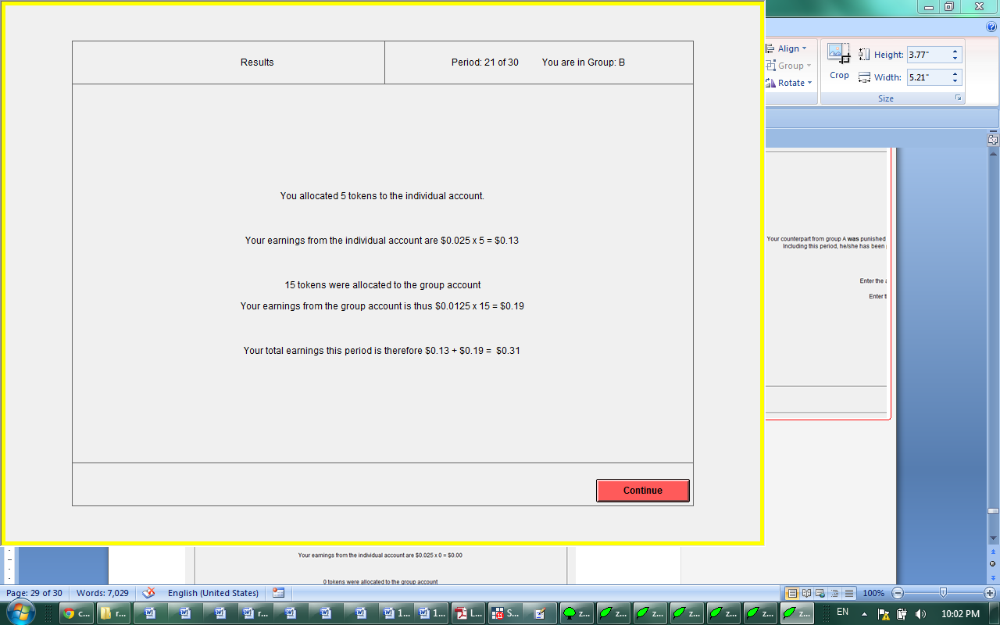 Results
Period: 21 of 30 You are in Group: B
You allocated 5 tokens to the individual account.
Your earnings from the individual account are $0.025 x 5 = $0.13
15 tokens were allocated to the group account
Your earnings from the group account is thus $0.0125 x 15 = $0.19
Your total earnings this period is therefore $0.13 + $0.19 = $0.31
Continue
Align
Group
Rotate
Crop
Height: 3.77"
Width: 5.21"
Size
Your counterpart from group A was punished
Including this period, he/she has been
Enter the
Enter t
Your earnings from the individual account are $0.025 x 0 = $0.00
0 tokens were allocated to the group account
Page: 29 of 30 Words: 7,029 English (United States) 100%
c... r... r... 1... 1... L... S... z... z... z... z... z... z... z... EN 10:02 PM